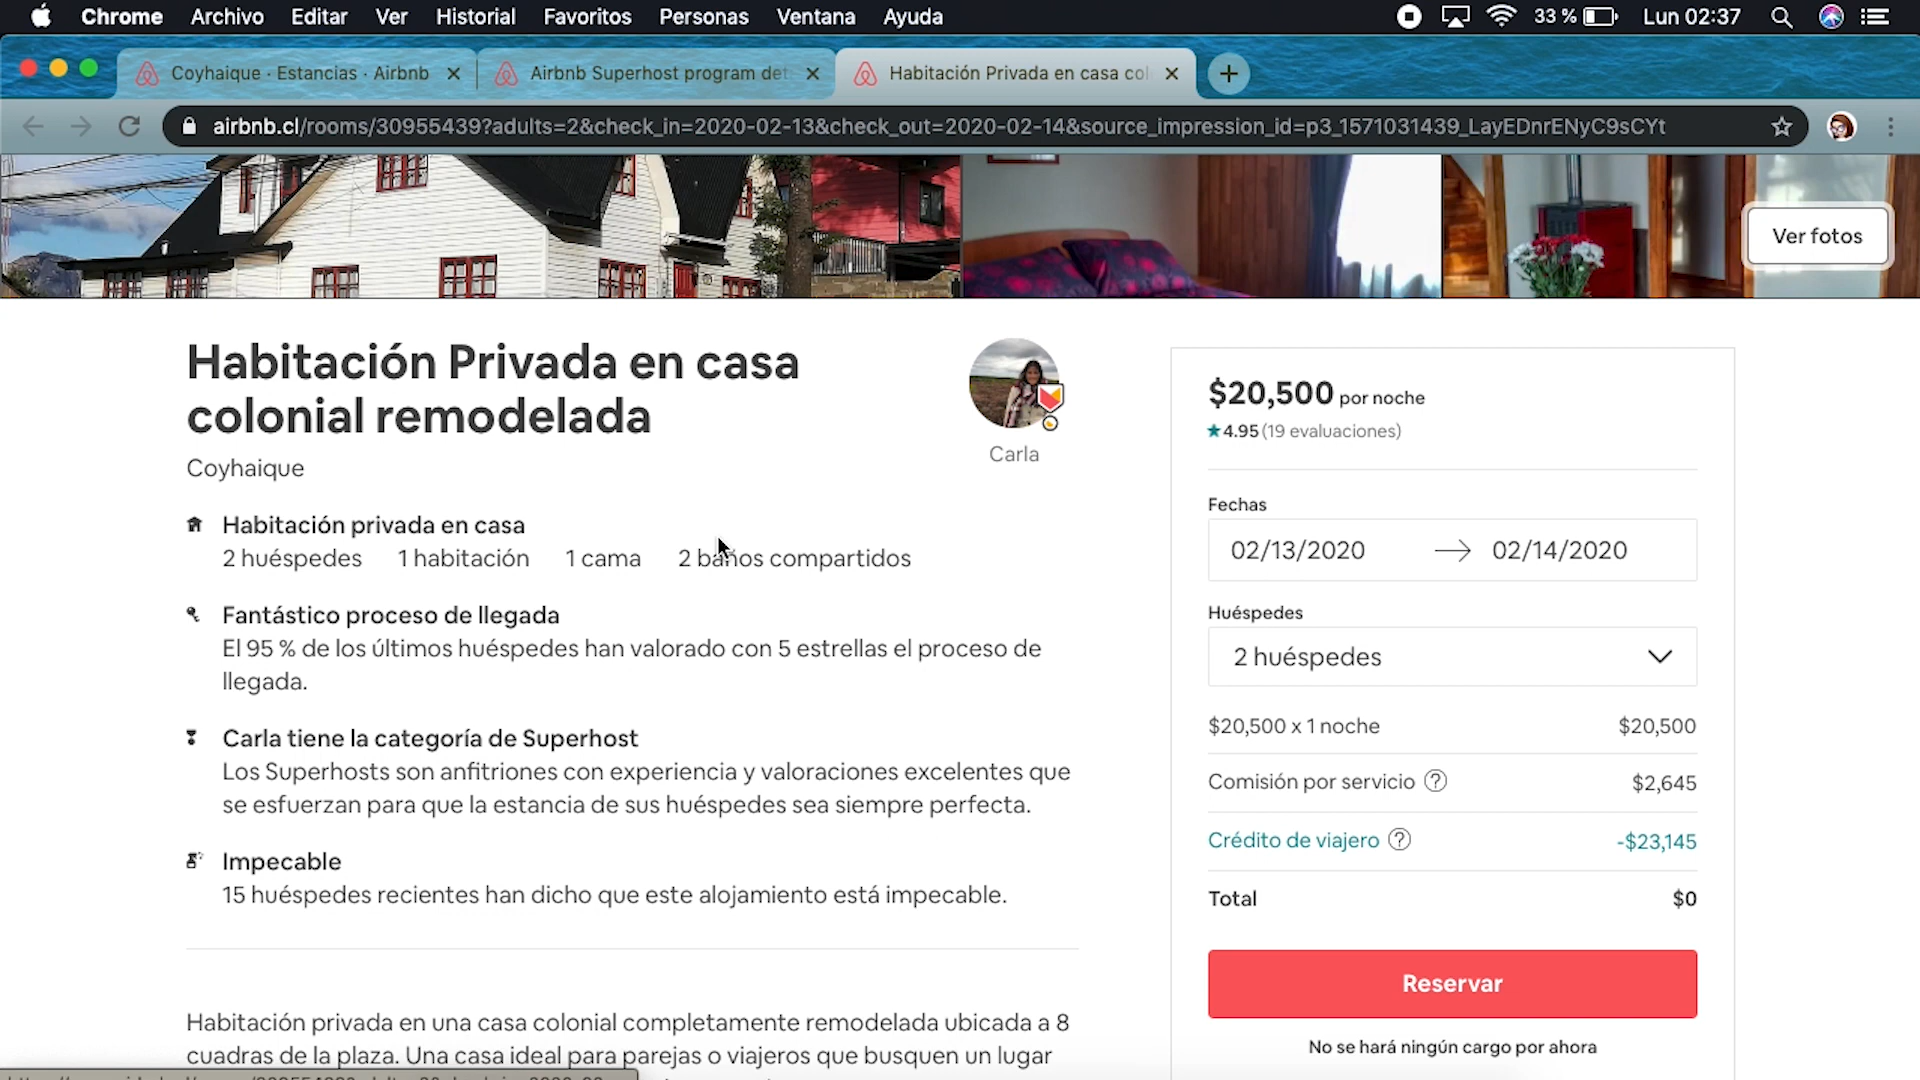 Chrome Archivo Editar Ver Historial Favoritos Personas Ventana Ayuda 33 % Lun 02:37
Coyhaique · Estancias · Airbnb
Airbnb Superhost program det
Habitación Privada en casa col
airbnb.cl/rooms/30955439?adults=2&check_in=2020-02-13&check_out=2020-02-14&source_impression_id=p3_1571031439_LayEDnrENyC9sCYt
Ver fotos
Habitación Privada en casa
colonial remodelada
Coyhaique
Carla
Habitación privada en casa
2 huéspedes 1 habitación 1 cama 2 baños compartidos
Fantástico proceso de llegada
El 95 % de los últimos huéspedes han valorado con 5 estrellas el proceso de
llegada.
Carla tiene la categoría de Superhost
Los Superhosts son anfitriones con experiencia y valoraciones excelentes que
se esfuerzan para que la estancia de sus huéspedes sea siempre perfecta.
Impecable
15 huéspedes recientes han dicho que este alojamiento está impecable.
Habitación privada en una casa colonial completamente remodelada ubicada a 8
cuadras de la plaza. Una casa ideal para parejas o viajeros que busquen un lugar
$20,500 por noche
4.95 (19 evaluaciones)
Fechas
02/13/2020 → 02/14/2020
Huéspedes
2 huéspedes
$20,500 x 1 noche $20,500
Comisión por servicio ? $2,645
Crédito de viajero ? -$23,145
Total $0
Reservar
No se hará ningún cargo por ahora